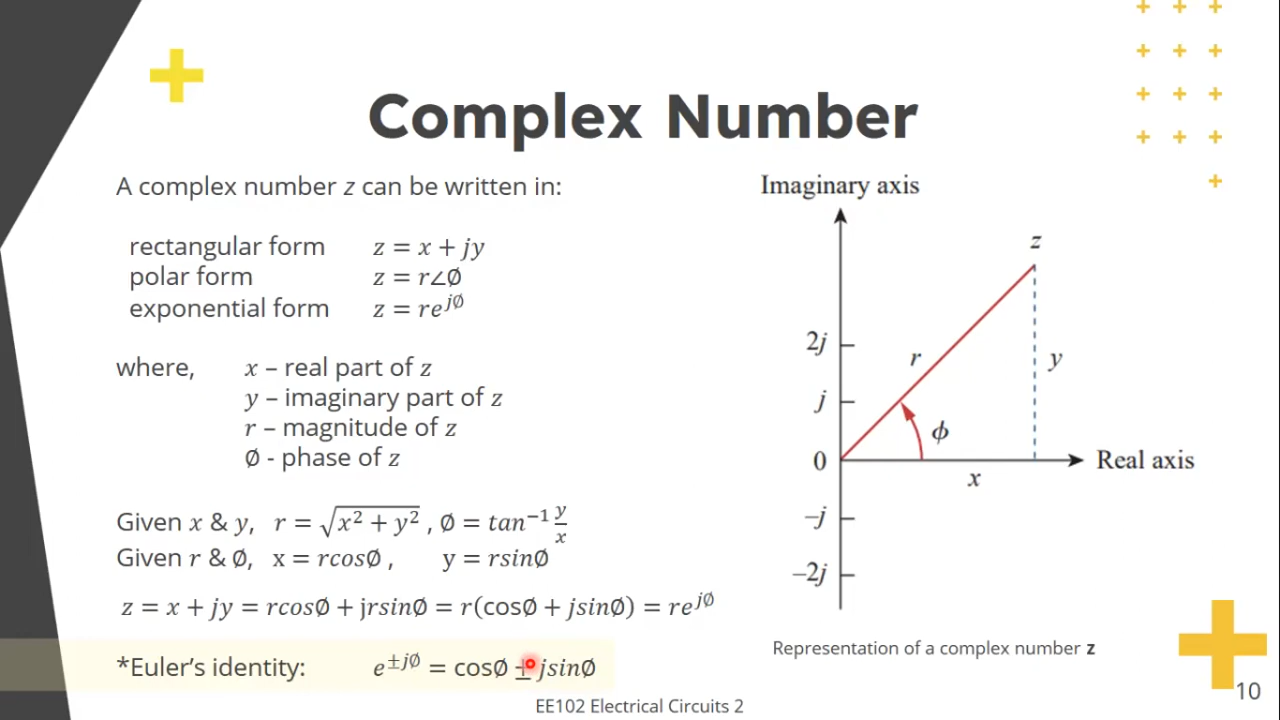 Complex Number
A complex number z can be written in:
rectangular form z = x + jy
polar form z = r∠∅
exponential form z = re^{j∅}
where, x – real part of z
y – imaginary part of z
r – magnitude of z
∅ - phase of z
Given x & y, r = √(x² + y²) , ∅ = tan⁻¹ y/x
Given r & ∅, x = rcos∅ , y = rsin∅
z = x + jy = rcos∅ + jrsin∅ = r(cos∅ + jsin∅) = re^{j∅}
*Euler's identity: e^{±j∅} = cos∅ ± jsin∅
Imaginary axis
z
2j
r
y
j
ϕ
0
Real axis
x
–j
–2j
Representation of a complex number z
EE102 Electrical Circuits 2
10